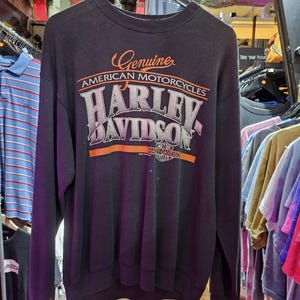 Genuine
AMERICAN MOTORCYCLES
HARLEY-
DAVIDSON